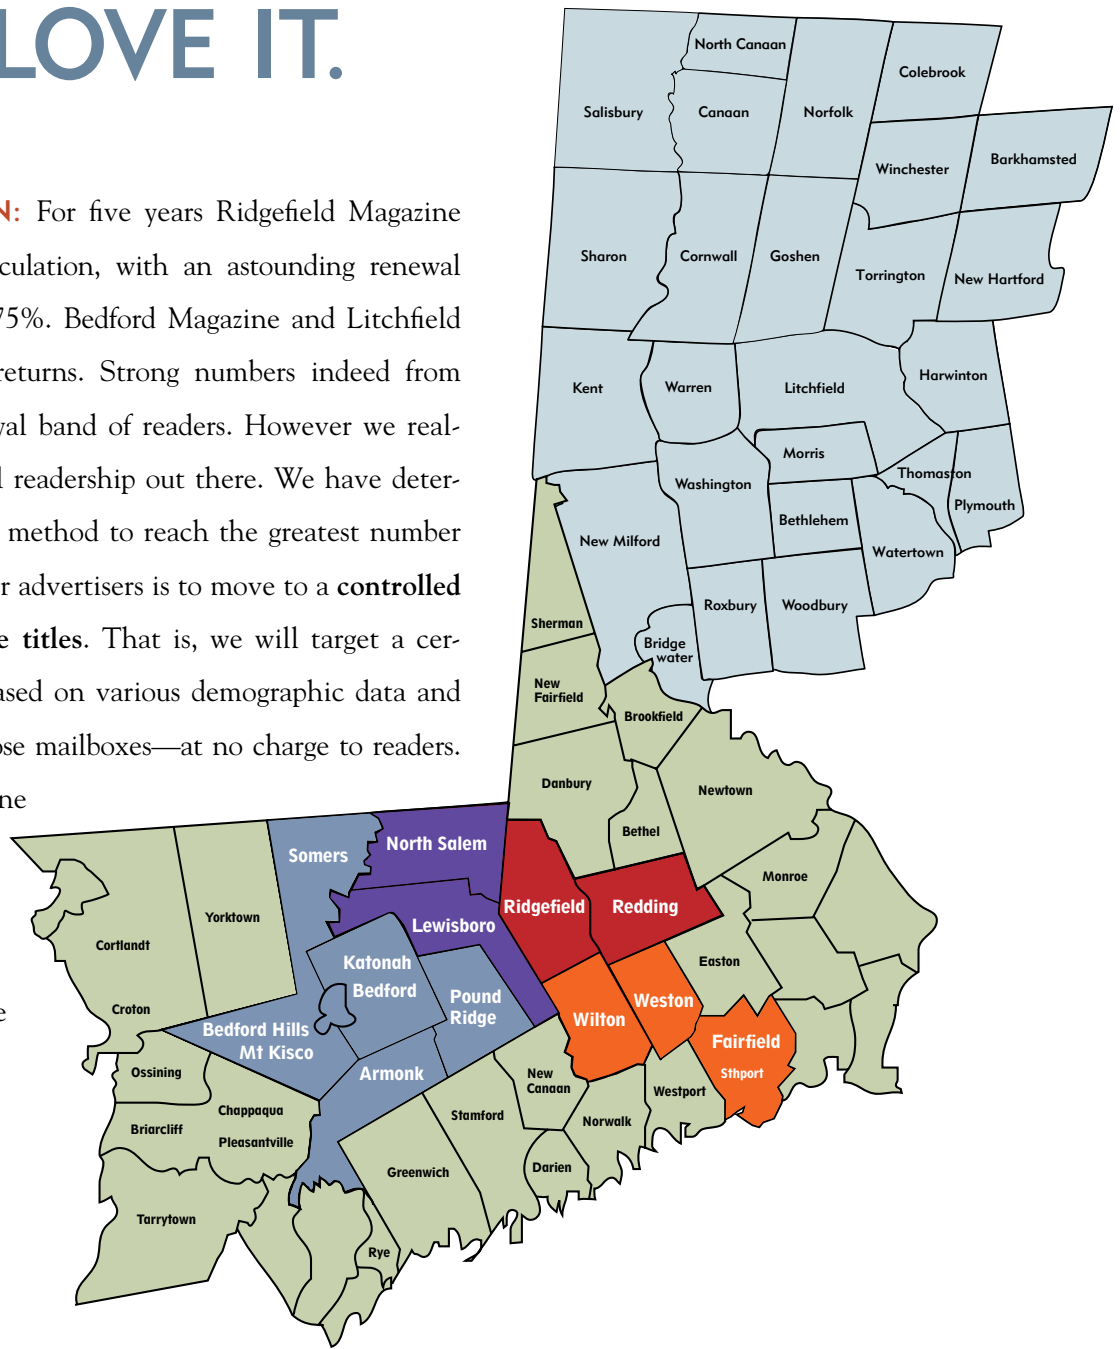 LOVE IT.
N: For five years Ridgefield Magazine
culation, with an astounding renewal
75%. Bedford Magazine and Litchfield
returns. Strong numbers indeed from
yal band of readers. However we real-
l readership out there. We have deter-
method to reach the greatest number
r advertisers is to move to a controlled
e titles. That is, we will target a cer-
ased on various demographic data and
ose mailboxes—at no charge to readers.
ne
e
North Canaan
Colebrook
Salisbury
Canaan
Norfolk
Winchester
Barkhamsted
Sharon
Cornwall
Goshen
Torrington
New Hartford
Kent
Warren
Litchfield
Harwinton
Morris
Washington
Thomaston
Plymouth
Bethlehem
New Milford
Watertown
Roxbury
Woodbury
Sherman
Bridge
water
New
Fairfield
Brookfield
Danbury
Newtown
Bethel
North Salem
Somers
Monroe
Ridgefield
Redding
Yorktown
Lewisboro
Cortlandt
Katonah
Easton
Bedford
Pound
Ridge
Weston
Croton
Wilton
Bedford Hills
Mt Kisco
Fairfield
Ossining
Armonk
Sthport
New
Canaan
Westport
Chappaqua
Stamford
Norwalk
Briarcliff
Pleasantville
Greenwich
Darien
Tarrytown
Rye